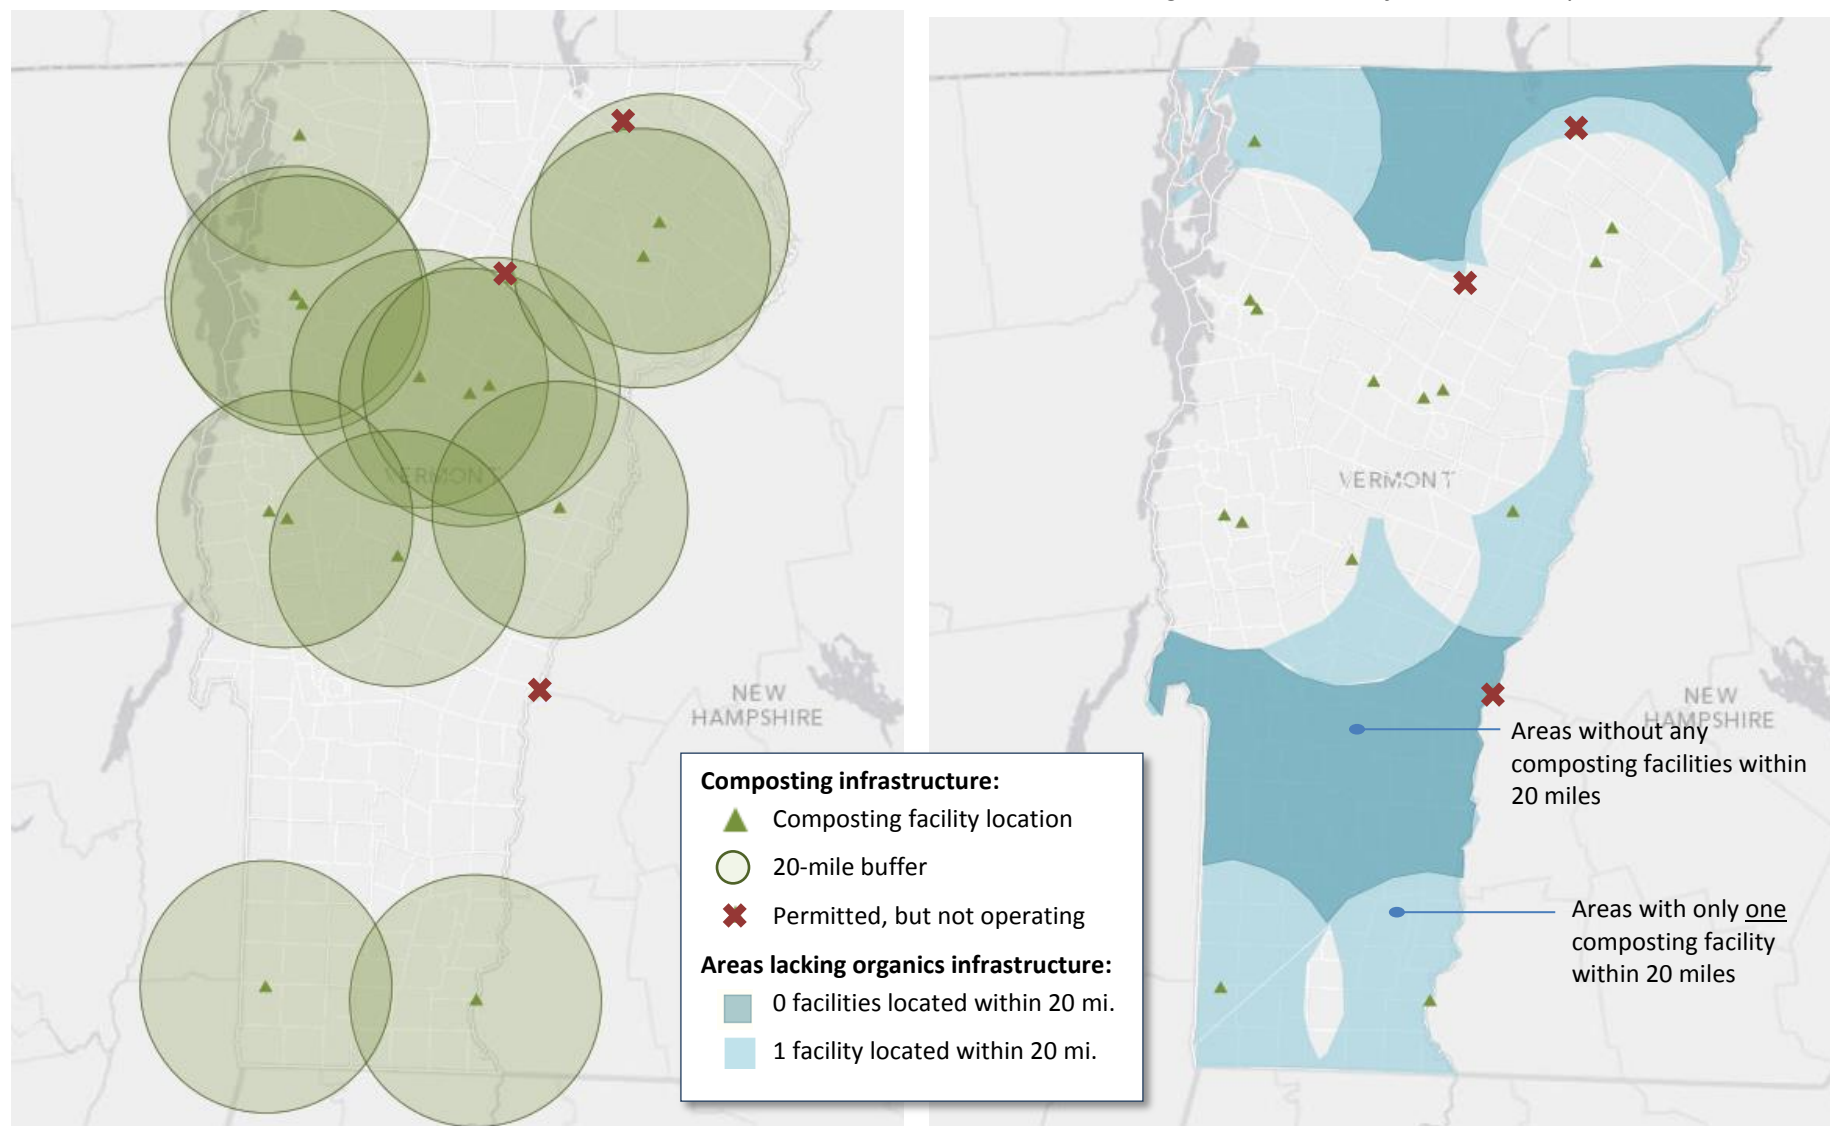 VERMONT
NEW
HAMPSHIRE
VERMONT
NEW
HAMPSHIRE
Areas without any
composting facilities within
20 miles
Areas with only one
composting facility
within 20 miles
Composting infrastructure:
Composting facility location
20-mile buffer
Permitted, but not operating
Areas lacking organics infrastructure:
0 facilities located within 20 mi.
1 facility located within 20 mi.